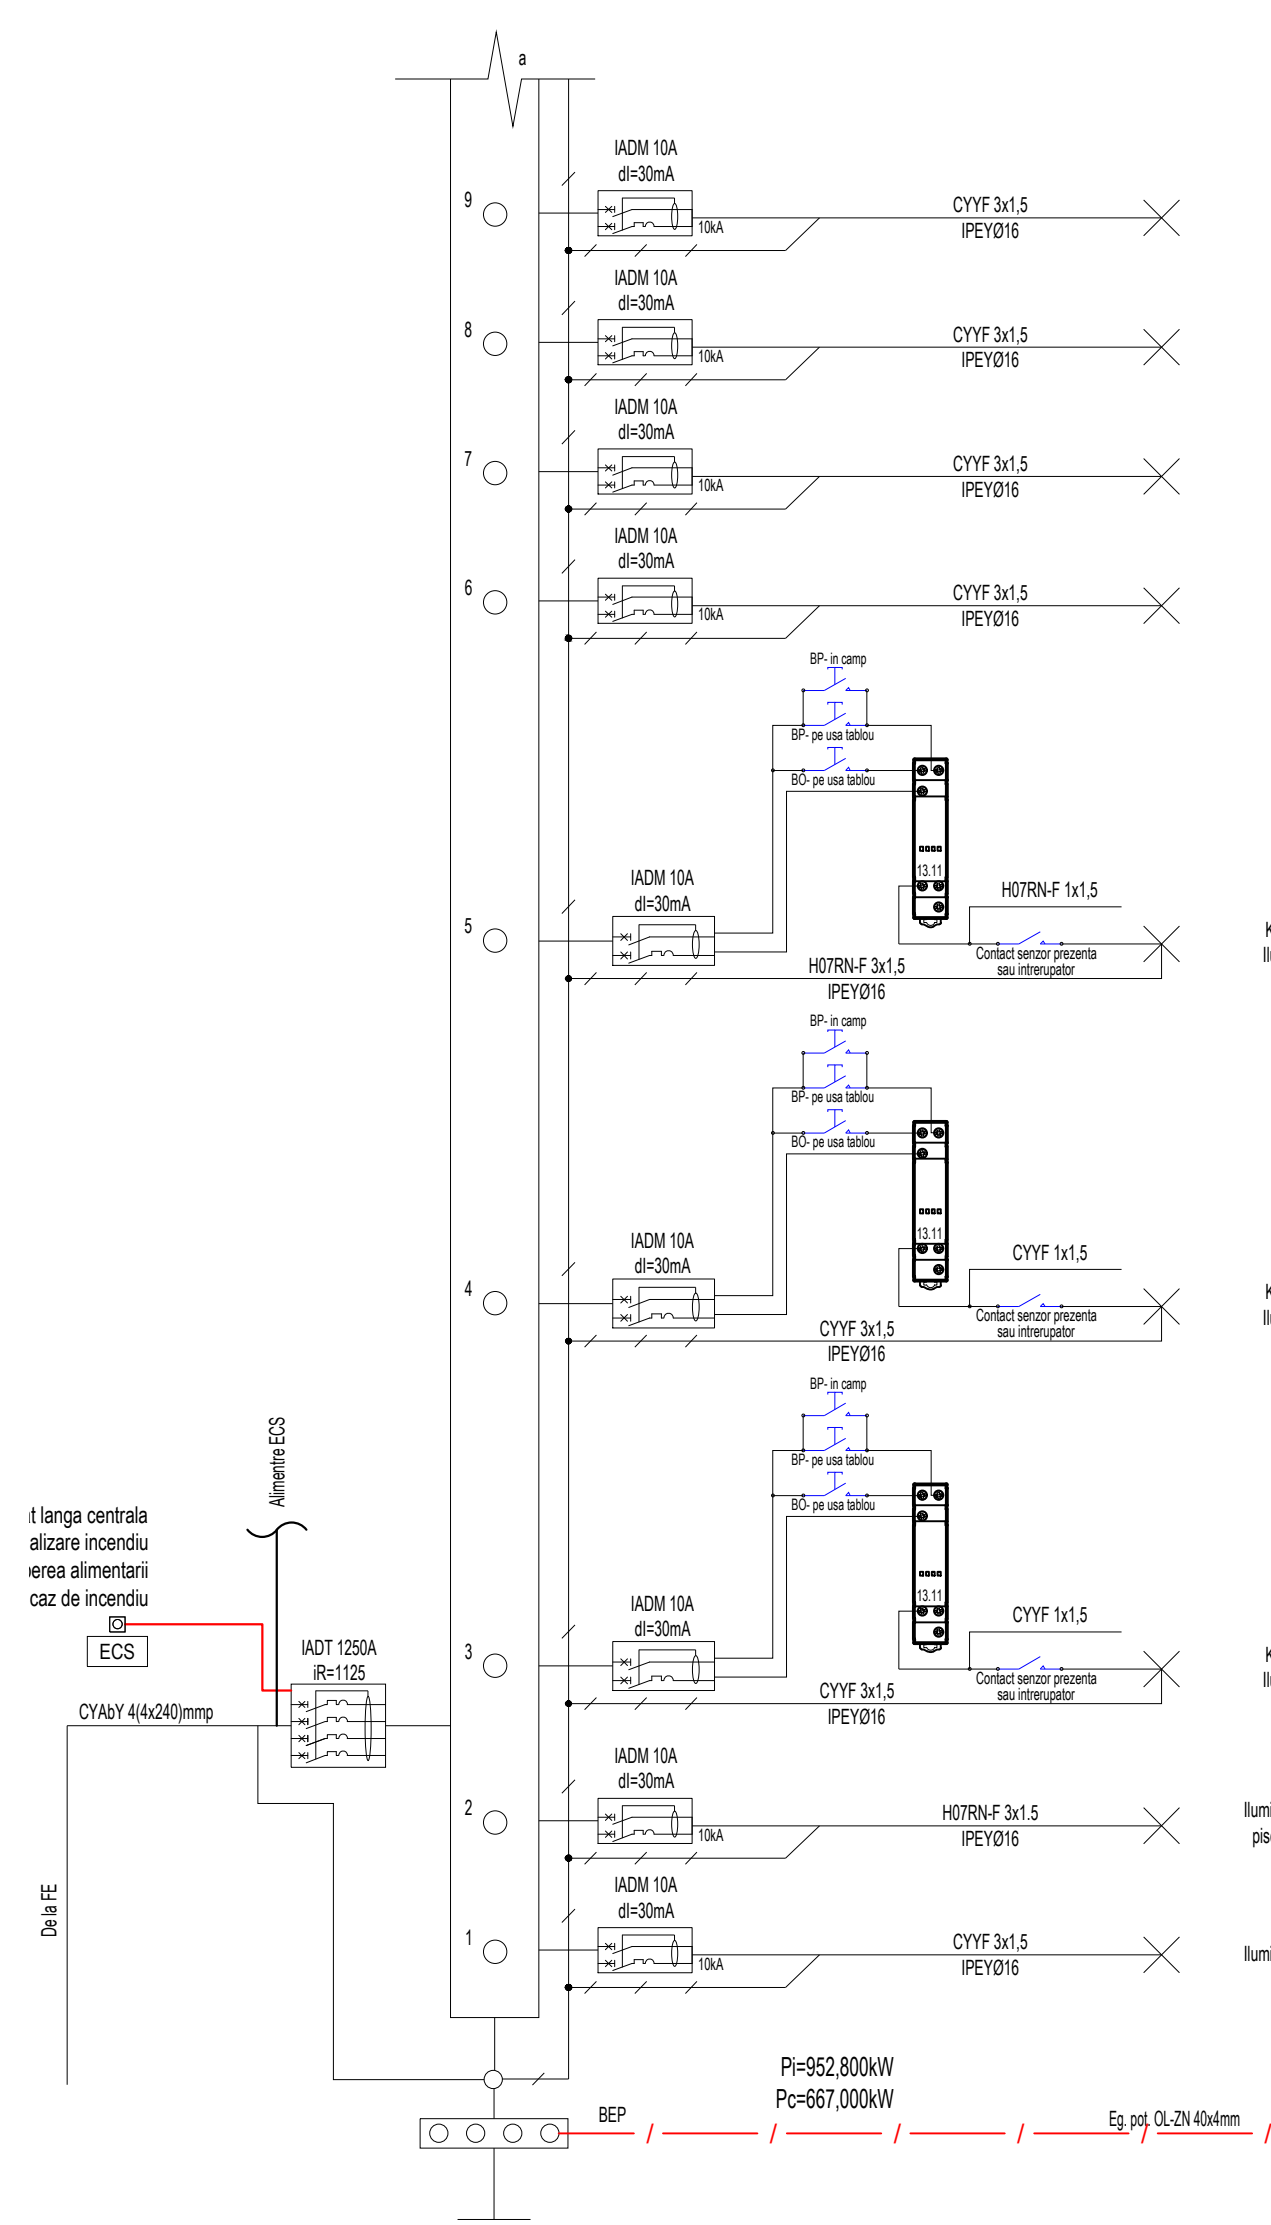 a
IADM 10A
dI=30mA
9
10kA
CYYF 3x1,5
IPEYØ16
IADM 10A
dI=30mA
8
10kA
CYYF 3x1,5
IPEYØ16
IADM 10A
dI=30mA
7
10kA
CYYF 3x1,5
IPEYØ16
IADM 10A
dI=30mA
6
10kA
CYYF 3x1,5
IPEYØ16
BP- in camp
BP- pe usa tablou
BO- pe usa tablou
13.11
IADM 10A
dI=30mA
5
H07RN-F 1x1,5
Contact senzor prezenta
sau intrerupator
H07RN-F 3x1,5
IPEYØ16
BP- in camp
BP- pe usa tablou
BO- pe usa tablou
13.11
IADM 10A
dI=30mA
4
CYYF 1x1,5
Contact senzor prezenta
sau intrerupator
CYYF 3x1,5
IPEYØ16
BP- in camp
BP- pe usa tablou
BO- pe usa tablou
13.11
IADM 10A
dI=30mA
3
CYYF 1x1,5
Contact senzor prezenta
sau intrerupator
CYYF 3x1,5
IPEYØ16
Alimentre ECS
langa centrala
alizare incendiu
erea alimentarii
caz de incendiu
ECS
IADT 1250A
iR=1125
CYAbY 4(4x240)mmp
De la FE
IADM 10A
dI=30mA
2
10kA
H07RN-F 3x1.5
IPEYØ16
Ilumi
pis
IADM 10A
dI=30mA
1
10kA
CYYF 3x1,5
IPEYØ16
Ilumi
Pi=952,800kW
Pc=667,000kW
BEP
Eg. pot. OL-ZN 40x4mm